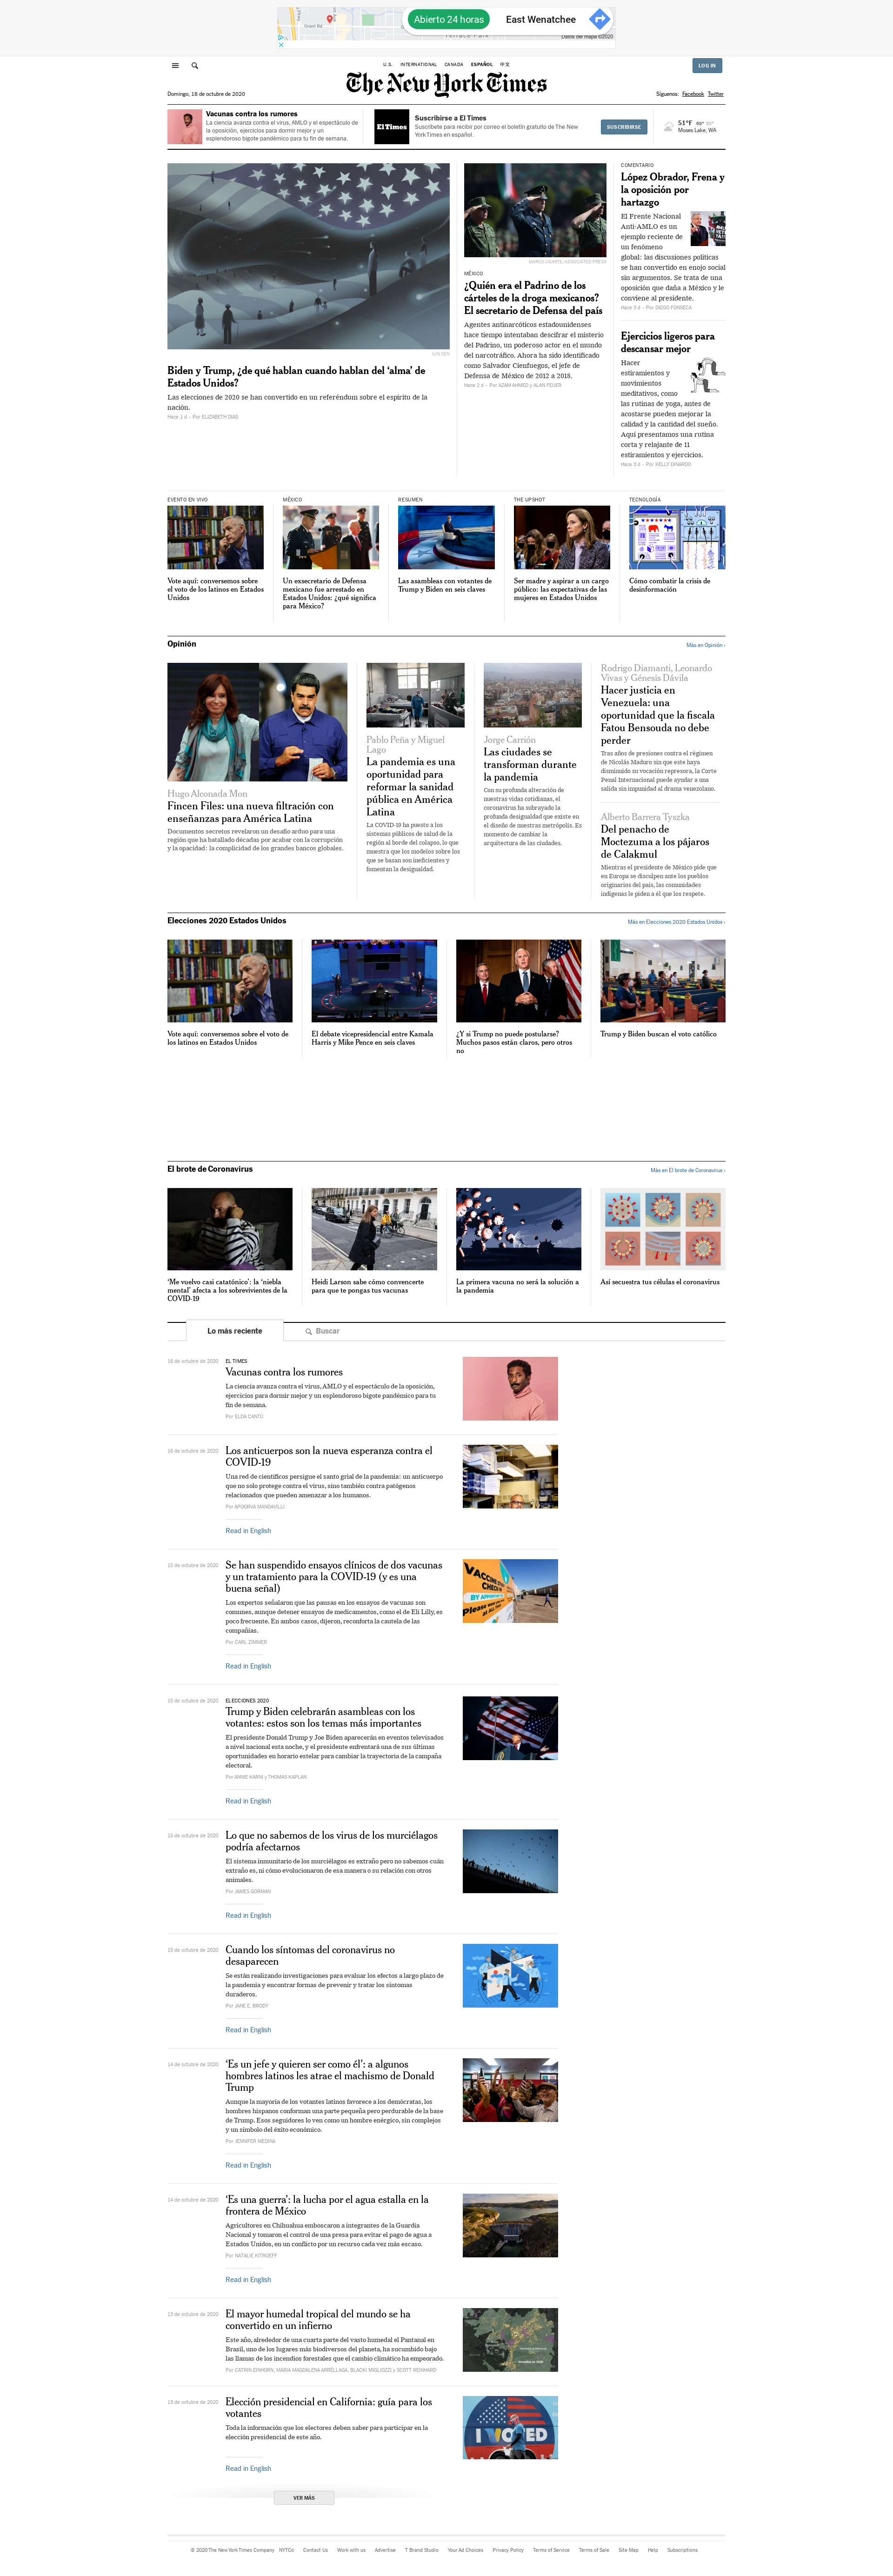 Abierto 24 horas
East Wenatchee
Grant Rd
Datos del mapa ©2020
U.S. INTERNATIONAL CANADA ESPAÑOL 中文
LOG IN
The New York Times
Domingo, 18 de octubre de 2020
Síguenos: Facebook Twitter
Vacunas contra los rumores
La ciencia avanza contra el virus, AMLO y el espectáculo de
la oposición, ejercicios para dormir mejor y un
esplendoroso bigote pandémico para tu fin de semana.
El Times
Suscribirse a El Times
Suscríbete para recibir por correo el boletín gratuito de The New
York Times en español.
SUSCRIBIRSE
51°F
Moses Lake, WA
Biden y Trump, ¿de qué hablan cuando hablan del ‘alma’ de
Estados Unidos?
Las elecciones de 2020 se han convertido en un referéndum sobre el espíritu de la
nación.
Hace 1 d – Por ELIZABETH DIAS
MARCO UGARTE/ASSOCIATED PRESS
MÉXICO
¿Quién era el Padrino de los
cárteles de la droga mexicanos?
El secretario de Defensa del país
Agentes antinarcóticos estadounidenses
hace tiempo intentaban descifrar el misterio
del Padrino, un poderoso actor en el mundo
del narcotráfico. Ahora ha sido identificado
como Salvador Cienfuegos, el jefe de
Defensa de México de 2012 a 2018.
Hace 2 d – Por AZAM AHMED y ALAN FEUER
COMENTARIO
López Obrador, Frena y
la oposición por
hartazgo
El Frente Nacional
Anti-AMLO es un
ejemplo reciente de
un fenómeno
global: las discusiones políticas
se han convertido en enojo social
sin argumentos. Se trata de una
oposición que daña a México y le
conviene al presidente.
Hace 3 d – Por DIEGO FONSECA
Ejercicios ligeros para
descansar mejor
Hacer
estiramientos y
movimientos
meditativos, como
las rutinas de yoga, antes de
acostarse pueden mejorar la
calidad y la cantidad del sueño.
Aquí presentamos una rutina
corta y relajante de 11
estiramientos y ejercicios.
Hace 3 d – Por KELLY DINARDO
EVENTO EN VIVO
Vote aquí: conversemos sobre
el voto de los latinos en Estados
Unidos
MÉXICO
Un exsecretario de Defensa
mexicano fue arrestado en
Estados Unidos: ¿qué significa
para México?
RESUMEN
Las asambleas con votantes de
Trump y Biden en seis claves
THE UPSHOT
Ser madre y aspirar a un cargo
público: las expectativas de las
mujeres en Estados Unidos
TECNOLOGÍA
Cómo combatir la crisis de
desinformación
Opinión
Más en Opinión ›
Hugo Alconada Mon
Fincen Files: una nueva filtración con
enseñanzas para América Latina
Documentos secretos revelaron un desafío arduo para una
región que ha batallado décadas por acabar con la corrupción
y la opacidad: la complicidad de los grandes bancos globales.
Pablo Peña y Miguel
Lago
La pandemia es una
oportunidad para
reformar la sanidad
pública en América
Latina
La COVID-19 ha puesto a los
sistemas públicos de salud de la
región al borde del colapso, lo que
muestra que los modelos sobre los
que se basan son ineficientes y
fomentan la desigualdad.
Jorge Carrión
Las ciudades se
transforman durante
la pandemia
Con su profunda alteración de
nuestras vidas cotidianas, el
coronavirus ha subrayado la
profunda desigualdad que existe en
el diseño de nuestras metrópolis. Es
momento de cambiar la
arquitectura de las ciudades.
Rodrigo Diamanti, Leonardo
Vivas y Génesis Dávila
Hacer justicia en
Venezuela: una
oportunidad que la fiscala
Fatou Bensouda no debe
perder
Tras años de presiones contra el régimen
de Nicolás Maduro sin que este haya
disminuido su vocación represora, la Corte
Penal Internacional puede ayudar a una
salida sin impunidad al drama venezolano.
Alberto Barrera Tyszka
Del penacho de
Moctezuma a los pájaros
de Calakmul
Mientras el presidente de México pide que
en Europa se disculpen ante los pueblos
originarios del país, las comunidades
indígenas le piden a él que los respete.
Elecciones 2020 Estados Unidos
Más en Elecciones 2020 Estados Unidos ›
Vote aquí: conversemos sobre el voto de
los latinos en Estados Unidos
El debate vicepresidencial entre Kamala
Harris y Mike Pence en seis claves
¿Y si Trump no puede postularse?
Muchos pasos están claros, pero otros
no
Trump y Biden buscan el voto católico
El brote de Coronavirus
Más en El brote de Coronavirus ›
‘Me vuelvo casi catatónico’: la ‘niebla
mental’ afecta a los sobrevivientes de la
COVID-19
Heidi Larson sabe cómo convencerte
para que te pongas tus vacunas
La primera vacuna no será la solución a
la pandemia
Así secuestra tus células el coronavirus
Lo más reciente
Buscar
16 de octubre de 2020
EL TIMES
Vacunas contra los rumores
La ciencia avanza contra el virus, AMLO y el espectáculo de la oposición,
ejercicios para dormir mejor y un esplendoroso bigote pandémico para tu
fin de semana.
Por ELDA CANTÚ
16 de octubre de 2020
Los anticuerpos son la nueva esperanza contra el
COVID-19
Una red de científicos persigue el santo grial de la pandemia: un anticuerpo
que no solo protege contra el virus, sino también contra patógenos
relacionados que pueden amenazar a los humanos.
Por APOORVA MANDAVILLI
Read in English
15 de octubre de 2020
Se han suspendido ensayos clínicos de dos vacunas
y un tratamiento para la COVID-19 (y es una
buena señal)
Los expertos señalaron que las pausas en los ensayos de vacunas son
comunes, aunque detener ensayos de medicamentos, como el de Eli Lilly, es
poco frecuente. En ambos casos, dijeron, reconforta la cautela de las
compañías.
Por CARL ZIMMER
Read in English
VACCINE
CHECK
BY APPOINTMENT
15 de octubre de 2020
ELECCIONES 2020
Trump y Biden celebrarán asambleas con los
votantes: estos son los temas más importantes
El presidente Donald Trump y Joe Biden aparecerán en eventos televisados
a nivel nacional esta noche, y el presidente enfrentará una de sus últimas
oportunidades en horario estelar para cambiar la trayectoria de la campaña
electoral.
Por ANNIE KARNI y THOMAS KAPLAN
Read in English
15 de octubre de 2020
Lo que no sabemos de los virus de los murciélagos
podría afectarnos
El sistema inmunitario de los murciélagos es extraño pero no sabemos cuán
extraño es, ni cómo evolucionaron de esa manera o su relación con otros
animales.
Por JAMES GORMAN
Read in English
15 de octubre de 2020
Cuando los síntomas del coronavirus no
desaparecen
Se están realizando investigaciones para evaluar los efectos a largo plazo de
la pandemia y encontrar formas de prevenir y tratar los síntomas
duraderos.
Por JANE E. BRODY
Read in English
14 de octubre de 2020
‘Es un jefe y quieren ser como él’: a algunos
hombres latinos les atrae el machismo de Donald
Trump
Aunque la mayoría de los votantes latinos favorece a los demócratas, los
hombres hispanos conforman una parte pequeña pero perdurable de la base
de Trump. Esos seguidores lo ven como un hombre enérgico, sin complejos
y un símbolo del éxito económico.
Por JENNIFER MEDINA
Read in English
14 de octubre de 2020
‘Es una guerra’: la lucha por el agua estalla en la
frontera de México
Agricultores en Chihuahua emboscaron a integrantes de la Guardia
Nacional y tomaron el control de una presa para evitar el pago de agua a
Estados Unidos, en un conflicto por un recurso cada vez más escaso.
Por NATALIE KITROEFF
Read in English
13 de octubre de 2020
El mayor humedal tropical del mundo se ha
convertido en un infierno
Este año, alrededor de una cuarta parte del vasto humedal el Pantanal en
Brasil, uno de los lugares más biodiversos del planeta, ha sucumbido bajo
las llamas de los incendios forestales que el cambio climático ha empeorado.
Por CATRIN EINHORN, MARIA MAGDALENA ARRÉLLAGA, BLACKI MIGLIOZZI y SCOTT REINHARD
13 de octubre de 2020
Elección presidencial en California: guía para los
votantes
Toda la información que los electores deben saber para participar en la
elección presidencial de este año.
Read in English
I VOTED
VER MÁS
© 2020 The New York Times Company NYTCo Contact Us Work with us Advertise T Brand Studio Your Ad Choices Privacy Policy Terms of Service Terms of Sale Site Map Help Subscriptions